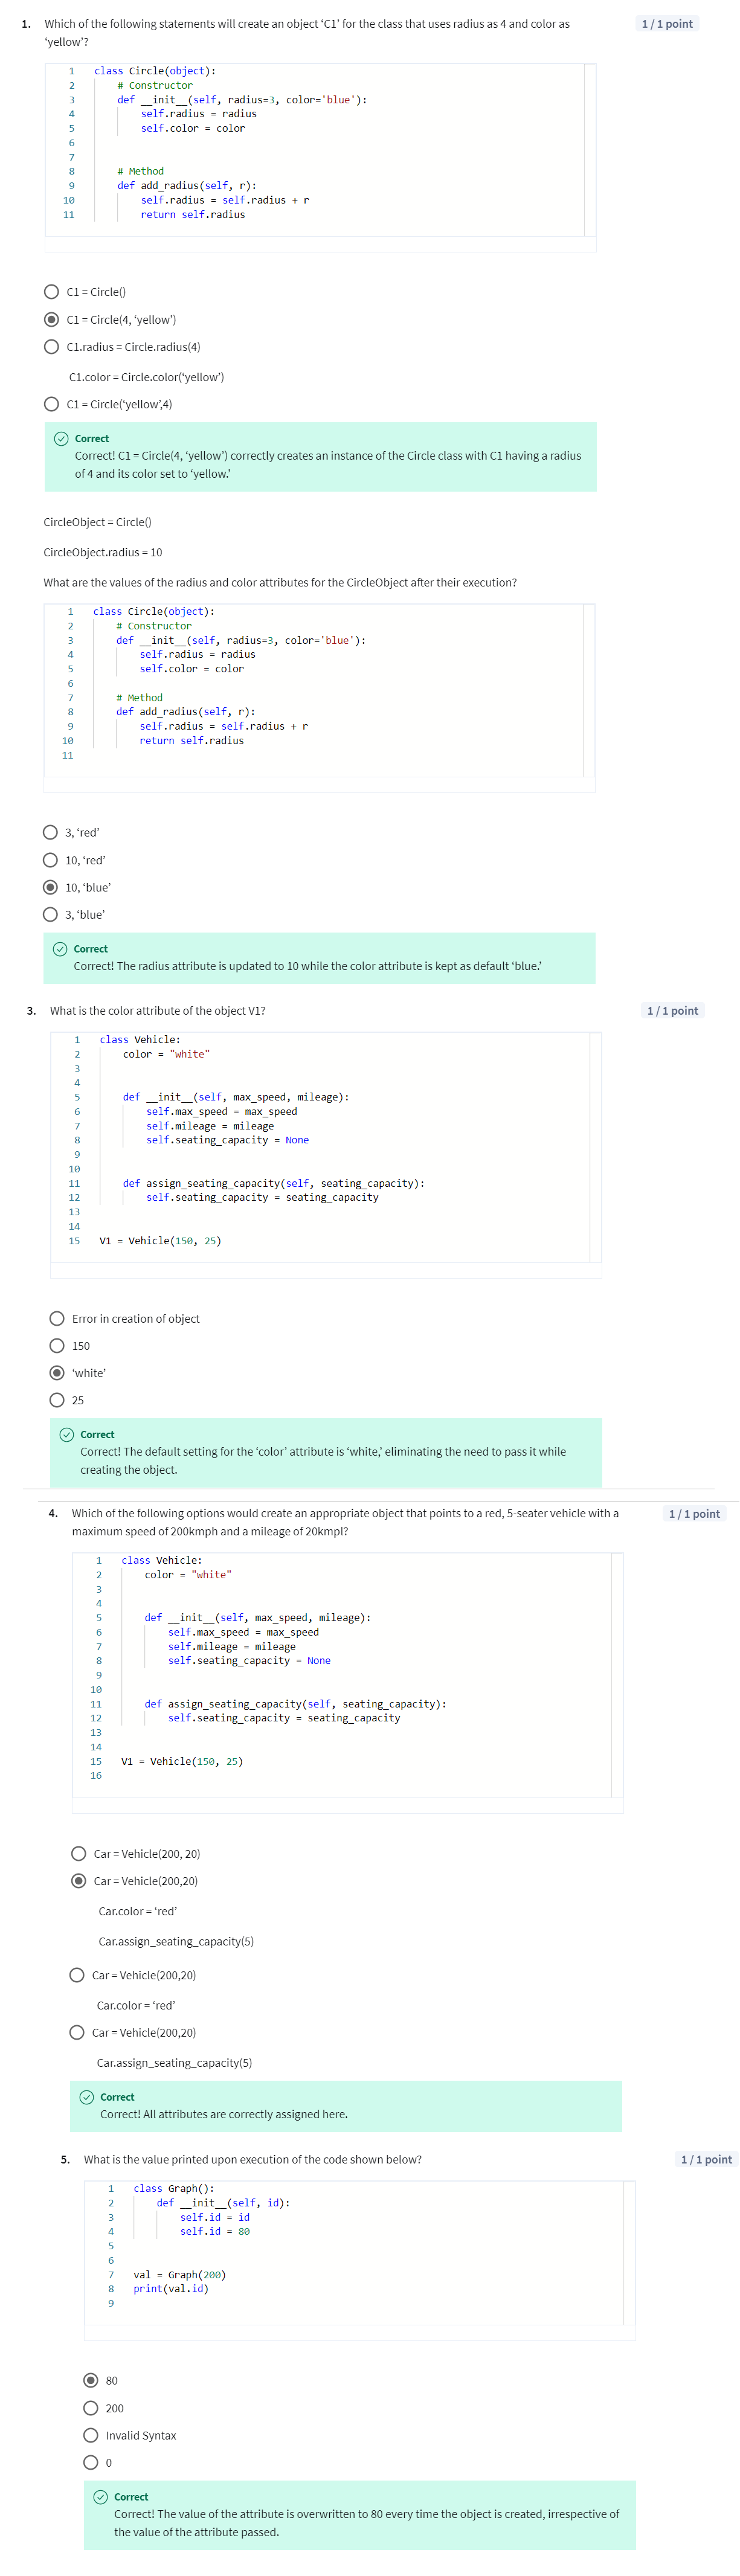 1. Which of the following statements will create an object ‘C1’ for the class that uses radius as 4 and color as 1 / 1 point
‘yellow’?
1 class Circle(object):
2 # Constructor
3 def __init__(self, radius=3, color='blue'):
4 self.radius = radius
5 self.color = color
6
7
8 # Method
9 def add_radius(self, r):
10 self.radius = self.radius + r
11 return self.radius
C1 = Circle()
C1 = Circle(4, ‘yellow’)
C1.radius = Circle.radius(4)
C1.color = Circle.color(‘yellow’)
C1 = Circle(‘yellow’,4)
Correct
Correct! C1 = Circle(4, ‘yellow’) correctly creates an instance of the Circle class with C1 having a radius
of 4 and its color set to ‘yellow.’
CircleObject = Circle()
CircleObject.radius = 10
What are the values of the radius and color attributes for the CircleObject after their execution?
1 class Circle(object):
2 # Constructor
3 def __init__(self, radius=3, color='blue'):
4 self.radius = radius
5 self.color = color
6
7 # Method
8 def add_radius(self, r):
9 self.radius = self.radius + r
10 return self.radius
11
3, ‘red’
10, ‘red’
10, ‘blue’
3, ‘blue’
Correct
Correct! The radius attribute is updated to 10 while the color attribute is kept as default ‘blue.’
3. What is the color attribute of the object V1? 1 / 1 point
1 class Vehicle:
2 color = "white"
3
4
5 def __init__(self, max_speed, mileage):
6 self.max_speed = max_speed
7 self.mileage = mileage
8 self.seating_capacity = None
9
10
11 def assign_seating_capacity(self, seating_capacity):
12 self.seating_capacity = seating_capacity
13
14
15 V1 = Vehicle(150, 25)
Error in creation of object
150
‘white’
25
Correct
Correct! The default setting for the ‘color’ attribute is ‘white,’ eliminating the need to pass it while
creating the object.
4. Which of the following options would create an appropriate object that points to a red, 5-seater vehicle with a 1 / 1 point
maximum speed of 200kmph and a mileage of 20kmpl?
1 class Vehicle:
2 color = "white"
3
4
5 def __init__(self, max_speed, mileage):
6 self.max_speed = max_speed
7 self.mileage = mileage
8 self.seating_capacity = None
9
10
11 def assign_seating_capacity(self, seating_capacity):
12 self.seating_capacity = seating_capacity
13
14
15 V1 = Vehicle(150, 25)
16
Car = Vehicle(200, 20)
Car = Vehicle(200,20)
Car.color = ‘red’
Car.assign_seating_capacity(5)
Car = Vehicle(200,20)
Car.color = ‘red’
Car = Vehicle(200,20)
Car.assign_seating_capacity(5)
Correct
Correct! All attributes are correctly assigned here.
5. What is the value printed upon execution of the code shown below? 1 / 1 point
1 class Graph():
2 def __init__(self, id):
3 self.id = id
4 self.id = 80
5
6
7 val = Graph(200)
8 print(val.id)
9
80
200
Invalid Syntax
0
Correct
Correct! The value of the attribute is overwritten to 80 every time the object is created, irrespective of
the value of the attribute passed.